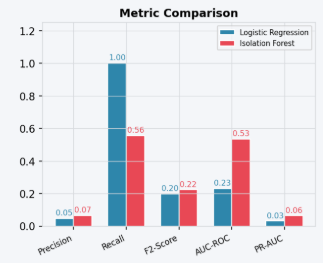 Metric Comparison
Logistic Regression
Isolation Forest
1.2
1.0
0.8
0.6
0.4
0.2
0.0
1.00
0.56
0.53
0.20
0.22
0.23
0.05
0.07
0.03
0.06
Precision
Recall
F2-Score
AUC-ROC
PR-AUC